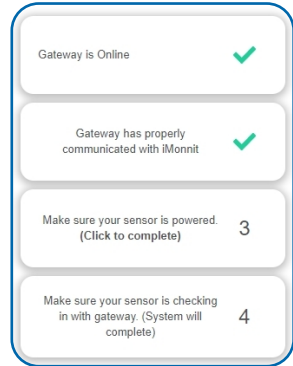 Gateway is Online
Gateway has properly
communicated with iMonnit
Make sure your sensor is powered.
(Click to complete)
3
Make sure your sensor is checking
in with gateway. (System will
complete)
4